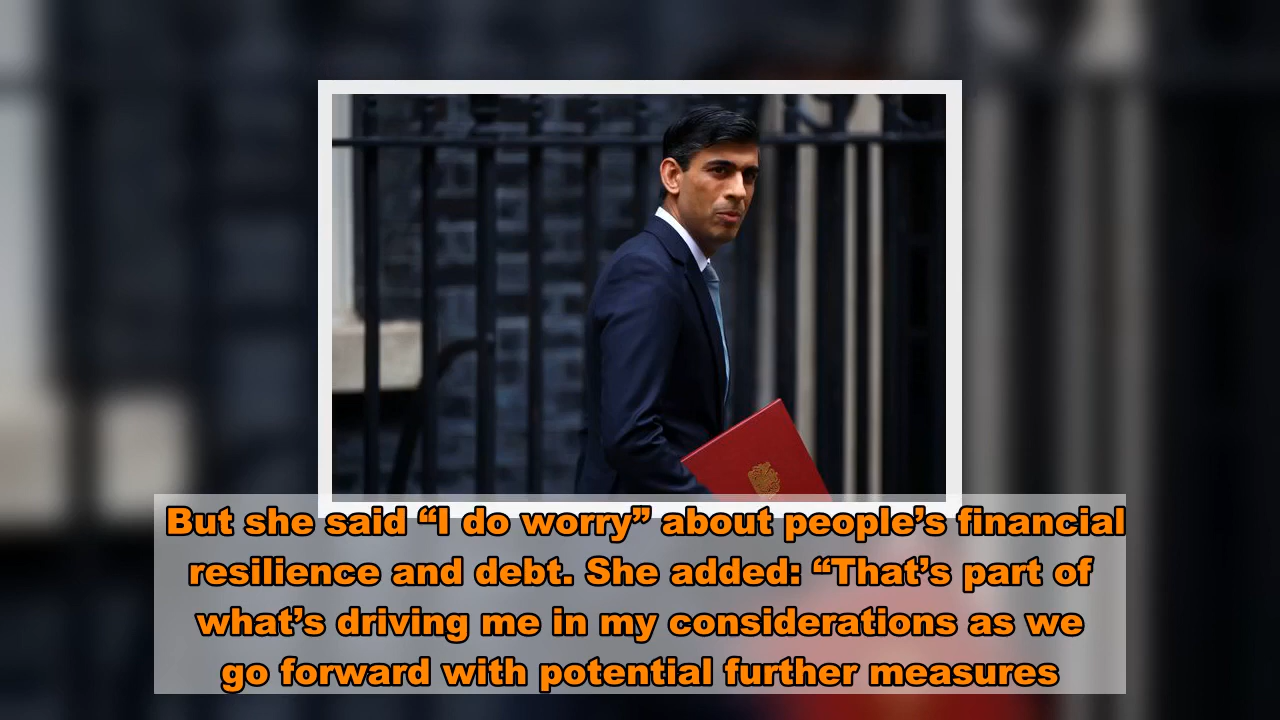 But she said “I do worry” about people’s financial
resilience and debt. She added: “That’s part of
what’s driving me in my considerations as we
go forward with potential further measures